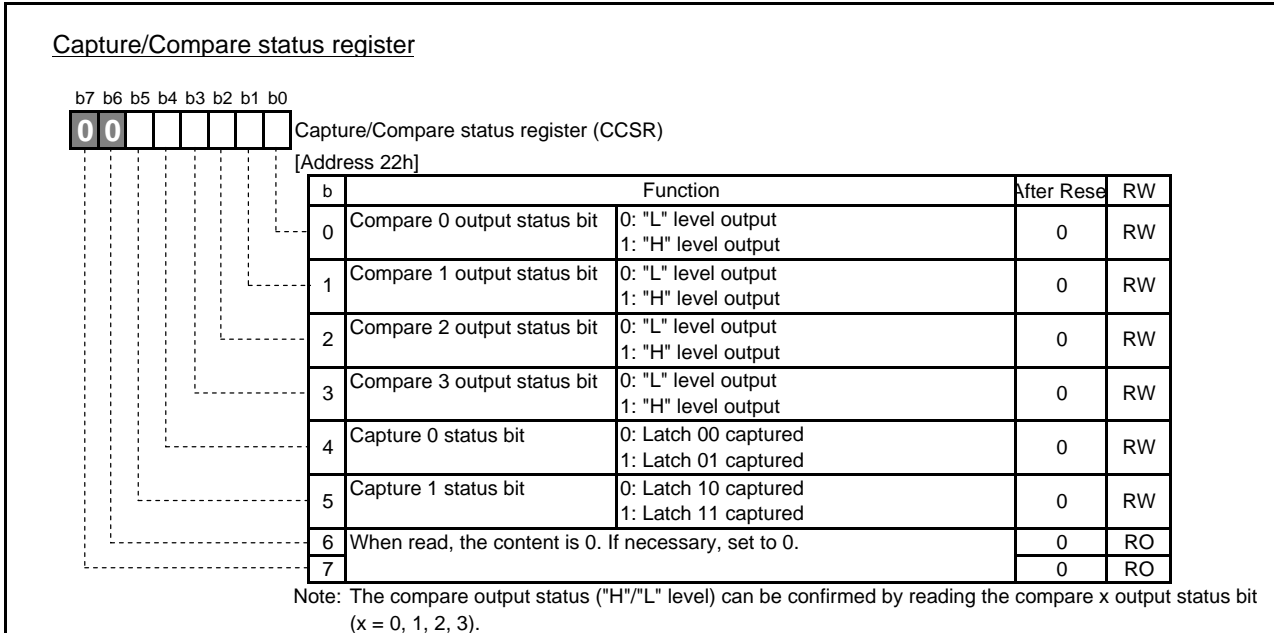 Capture/Compare status register
b7 b6 b5 b4 b3 b2 b1 b0
0 0 Capture/Compare status register (CCSR)
[Address 22h]
b Function After Rese RW
0 Compare 0 output status bit 0: "L" level output 0 RW
1: "H" level output
1 Compare 1 output status bit 0: "L" level output 0 RW
1: "H" level output
2 Compare 2 output status bit 0: "L" level output 0 RW
1: "H" level output
3 Compare 3 output status bit 0: "L" level output 0 RW
1: "H" level output
4 Capture 0 status bit 0: Latch 00 captured 0 RW
1: Latch 01 captured
5 Capture 1 status bit 0: Latch 10 captured 0 RW
1: Latch 11 captured
6 When read, the content is 0. If necessary, set to 0. 0 RO
7 0 RO
Note: The compare output status ("H"/"L" level) can be confirmed by reading the compare x output status bit
(x = 0, 1, 2, 3).